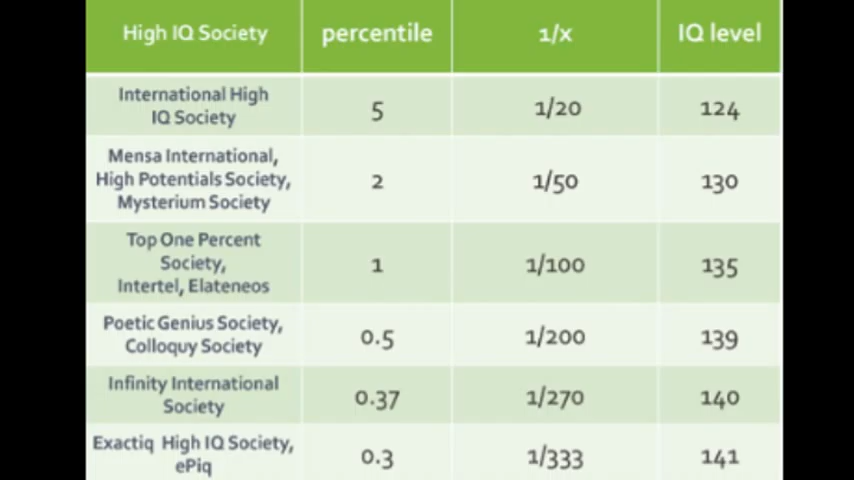 High IQ Society percentile 1/x IQ level
International High
IQ Society
5 1/20 124
Mensa International,
High Potentials Society,
Mysterium Society
2 1/50 130
Top One Percent
Society,
Intertel, Elateneos
1 1/100 135
Poetic Genius Society,
Colloquy Society
0.5 1/200 139
Infinity International
Society
0.37 1/270 140
Exactiq High IQ Society,
ePiq
0.3 1/333 141